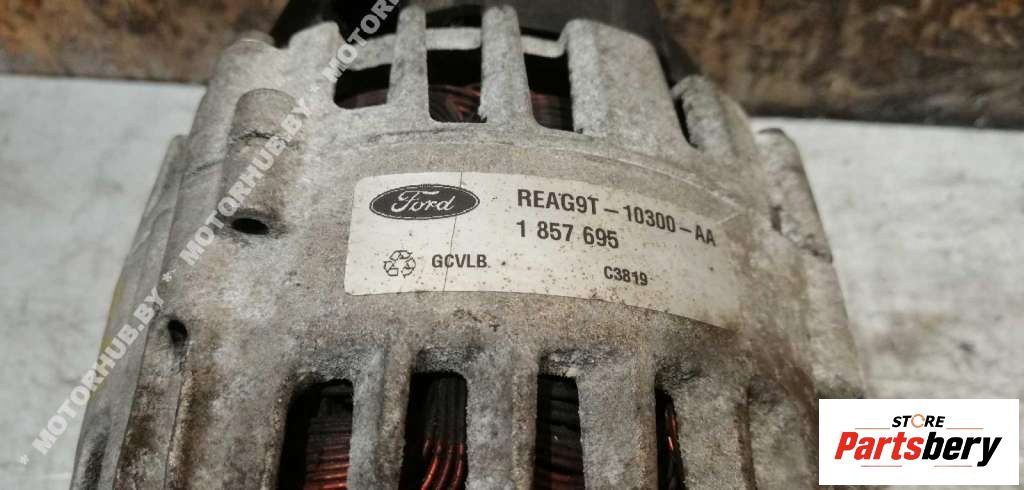 Ford
REAG9T-10300-AA
1 857 695
GCVLB
C3819
* MOTORHUB.BY * MOTORHUB.BY * MOTORHUB.BY
STORE
Partsbery